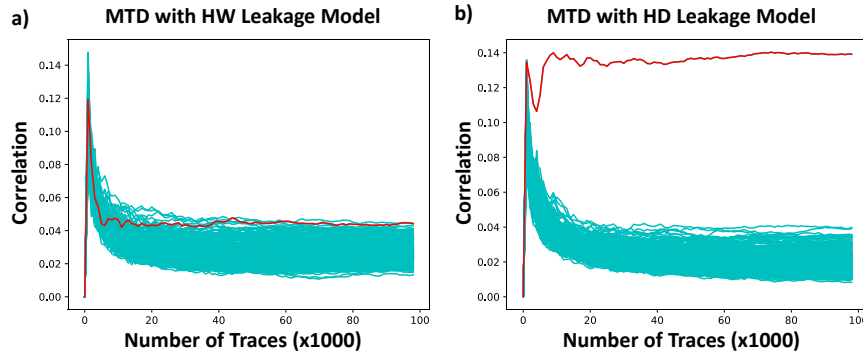 a)
MTD with HW Leakage Model
Correlation
0.14
0.12
0.10
0.08
0.06
0.04
0.02
0.00
0 20 40 60 80 100
Number of Traces (x1000)
b)
MTD with HD Leakage Model
Correlation
0.14
0.12
0.10
0.08
0.06
0.04
0.02
0.00
0 20 40 60 80 100
Number of Traces (x1000)